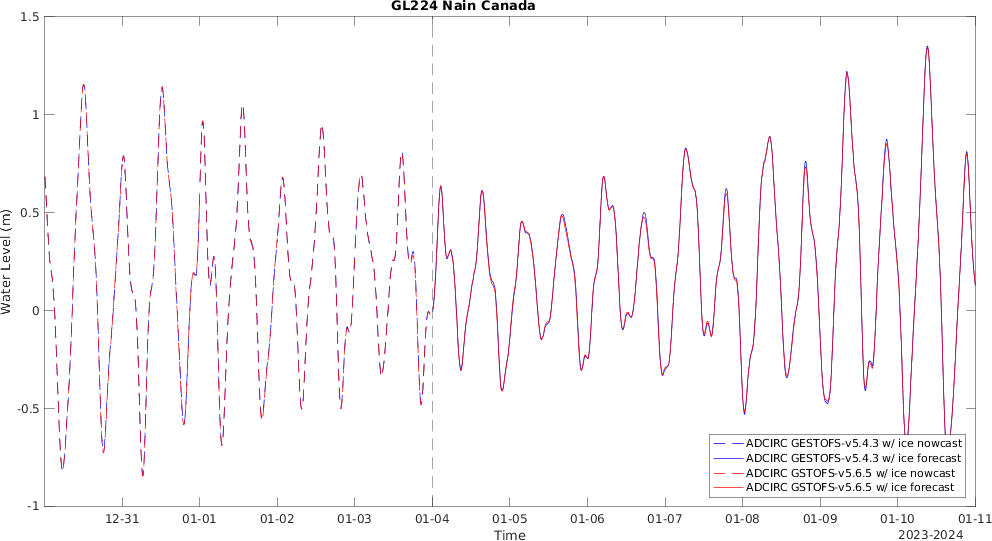 GL224 Nain Canada
1.5
1
0.5
0
-0.5
-1
Water Level (m)
12-31
01-01
01-02
01-03
01-04
01-05
01-06
01-07
01-08
01-09
01-10
01-11
Time
2023-2024
ADCIRC GESTOFS-v5.4.3 w/ ice nowcast
ADCIRC GESTOFS-v5.4.3 w/ ice forecast
ADCIRC GSTOFS-v5.6.5 w/ ice nowcast
ADCIRC GSTOFS-v5.6.5 w/ ice forecast